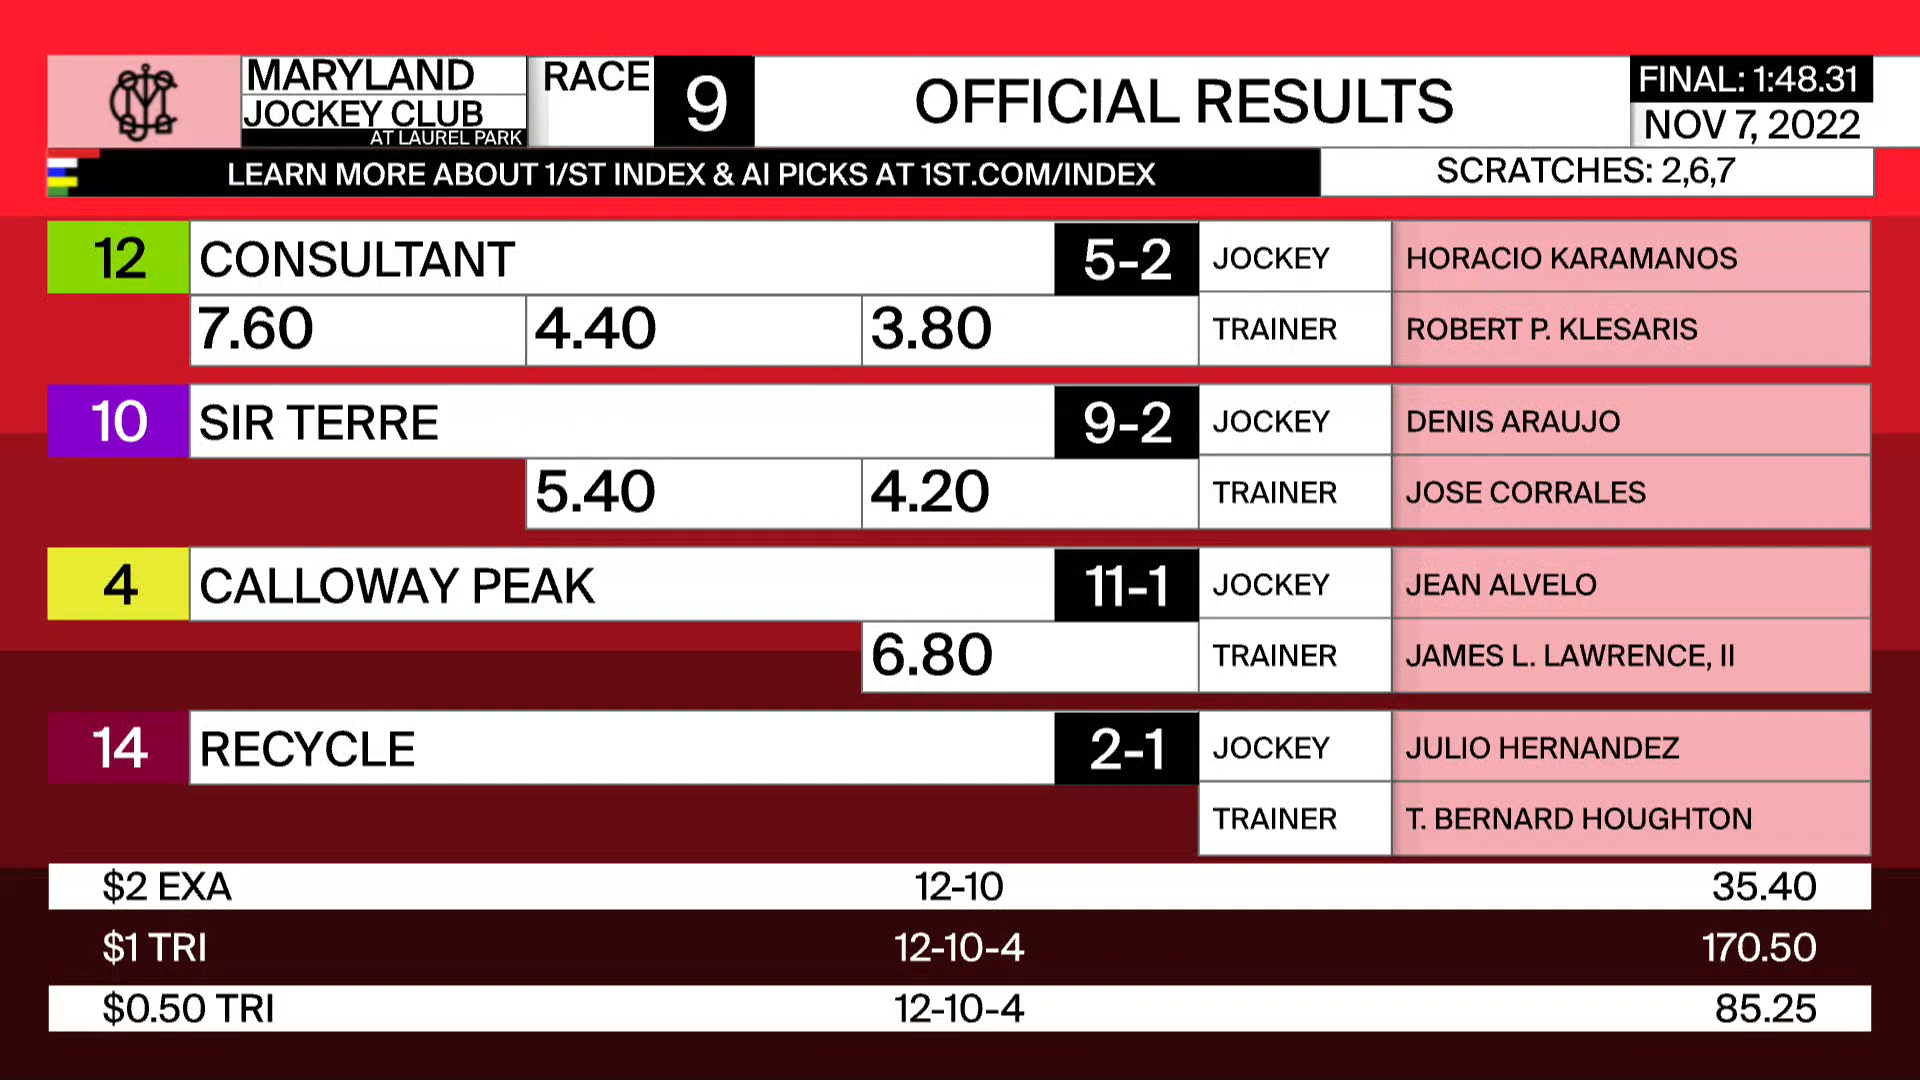 MARYLAND
JOCKEY CLUB
AT LAUREL PARK
RACE 9
OFFICIAL RESULTS
FINAL: 1:48.31
NOV 7, 2022
LEARN MORE ABOUT 1/ST INDEX & AI PICKS AT 1ST.COM/INDEX
SCRATCHES: 2,6,7
12 CONSULTANT 5-2 JOCKEY HORACIO KARAMANOS
7.60 4.40 3.80 TRAINER ROBERT P. KLESARIS
10 SIR TERRE 9-2 JOCKEY DENIS ARAUJO
5.40 4.20 TRAINER JOSE CORRALES
4 CALLOWAY PEAK 11-1 JOCKEY JEAN ALVELO
6.80 TRAINER JAMES L. LAWRENCE, II
14 RECYCLE 2-1 JOCKEY JULIO HERNANDEZ
TRAINER T. BERNARD HOUGHTON
$2 EXA 12-10 35.40
$1 TRI 12-10-4 170.50
$0.50 TRI 12-10-4 85.25